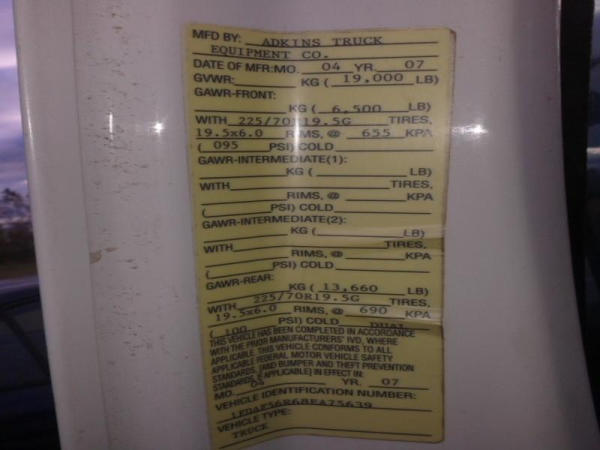 MFD BY: ADKINS TRUCK
EQUIPMENT CO.
DATE OF MFR:MO. 04 YR. 07
GVWR: KG ( 19,000 LB)
GAWR-FRONT:
KG ( 6,500 LB)
WITH 225/70R19.5G TIRES,
19.5x6.0 RIMS, @ 655 KPA
( 095 PSI) COLD
GAWR-INTERMEDIATE(1):
KG ( LB)
WITH TIRES,
RIMS, @ KPA
( PSI) COLD
GAWR-INTERMEDIATE(2):
KG ( LB)
WITH TIRES,
RIMS, @ KPA
( PSI) COLD
GAWR-REAR:
KG ( 13,660 LB)
WITH 225/70R19.5G TIRES,
19.5x6.0 RIMS, @ 690 KPA
( 100 PSI) COLD DUAL
THIS VEHICLE HAS BEEN COMPLETED IN ACCORDANCE
WITH THE PRIOR MANUFACTURERS' IVD, WHERE
APPLICABLE. THIS VEHICLE CONFORMS TO ALL
APPLICABLE FEDERAL MOTOR VEHICLE SAFETY
STANDARDS, [AND BUMPER AND THEFT PREVENTION
STANDARDS, IF APPLICABLE] IN EFFECT IN:
MO. 04 YR. 07
VEHICLE IDENTIFICATION NUMBER:
VEHICLE TYPE:
TRUCK